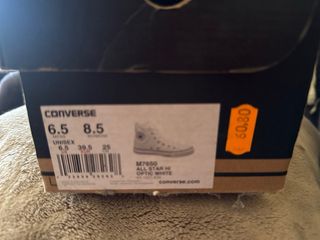 CONVERSE
CONVERSE
6.5 8.5
UNISEX
6.5 39.5 25
M7650
ALL STAR HI
OPTIC WHITE
converse.com
€ 60,80